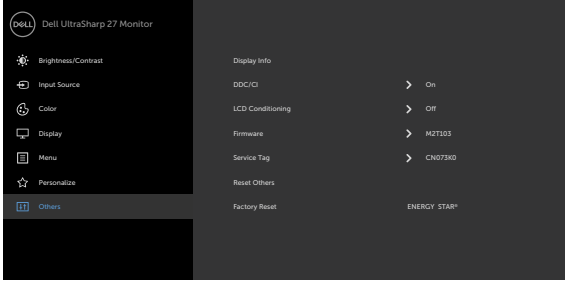 DELL Dell UltraSharp 27 Monitor
Brightness/Contrast Display Info
Input Source DDC/CI On
Color LCD Conditioning Off
Display Firmware M2T103
Menu Service Tag CN073K0
Personalize Reset Others
Others Factory Reset ENERGY STAR®